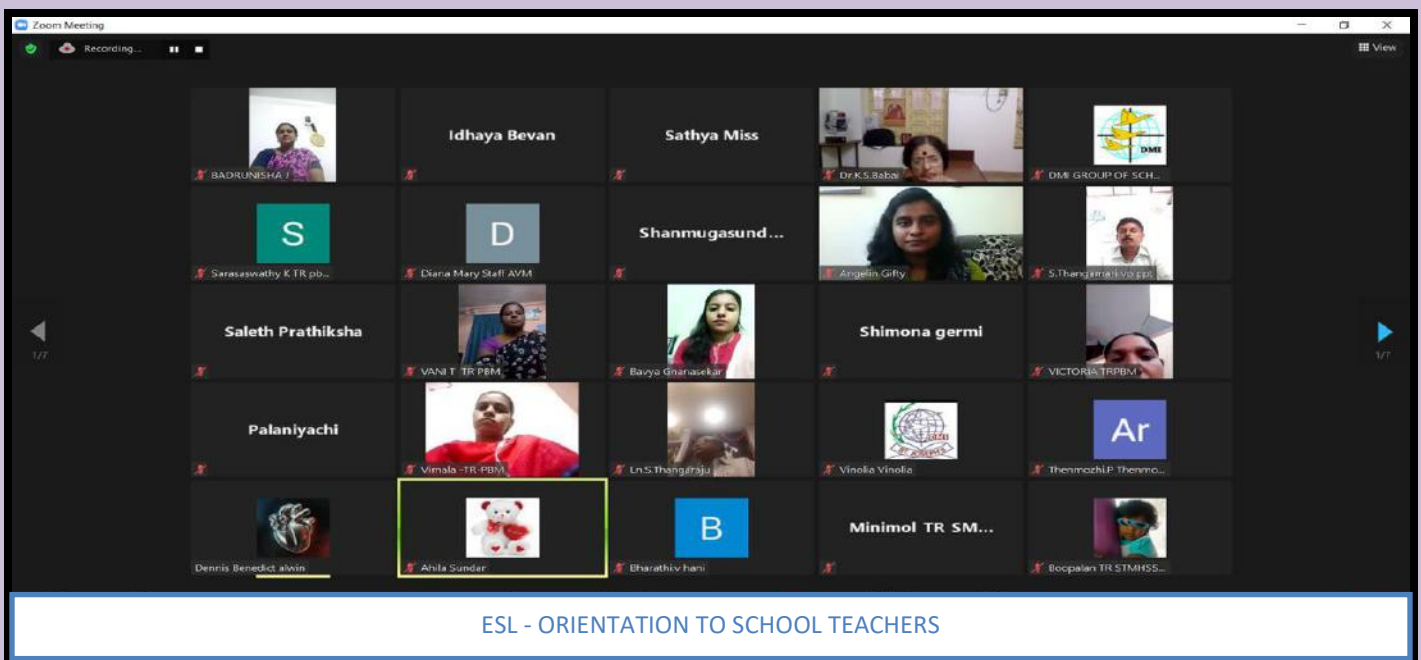 Zoom Meeting
Recording...
View
Idhaya Bevan
Sathya Miss
DMI
BADRUNISHA J
Dr.K.S.Babai
DMI GROUP OF SCH...
S
D
Shanmugasund...
Sarasaswathy K TR pb...
Diana Mary Staff AVM
Angelin Gifty
S.Thangamari
Saleth Prathiksha
Shimona germi
1/7
1/7
VANI T TR PBM
Bavya Gnanasekar
VICTORIA TRPBM
Palaniyachi
Ar
Vimala -TR-PBM
Ln.S.Thangaraju
Vinolia Vinolia
Thenmozhi.P Thenmo...
B
Minimol TR SM...
Dennis Benedict alwin
Ahila Sundar
Bharathi.v hani
Boopalan TR STMHSS...
ESL - ORIENTATION TO SCHOOL TEACHERS